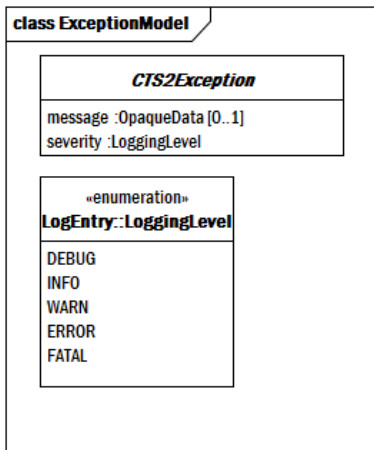 class ExceptionModel
CTS2Exception
message :OpaqueData [0..1]
severity :LoggingLevel
«enumeration»
LogEntry::LoggingLevel
DEBUG
INFO
WARN
ERROR
FATAL